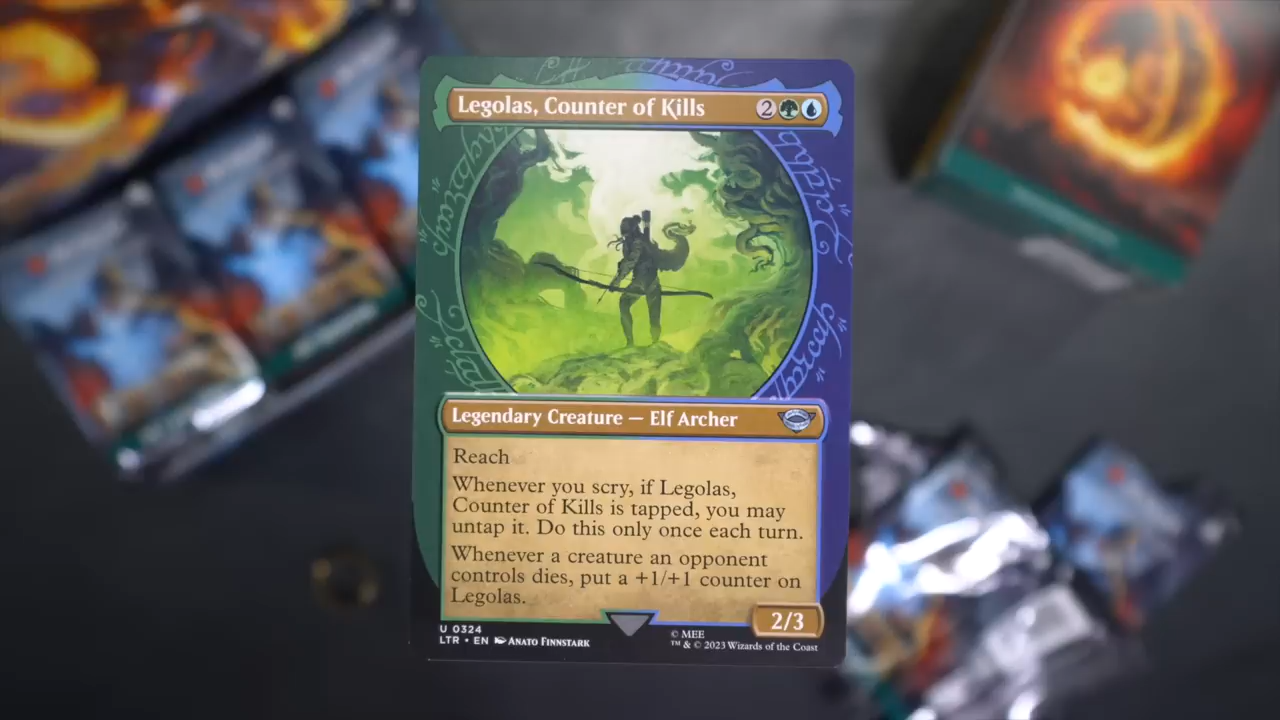 Legolas, Counter of Kills 2
Legendary Creature — Elf Archer
Reach
Whenever you scry, if Legolas,
Counter of Kills is tapped, you may
untap it. Do this only once each turn.
Whenever a creature an opponent
controls dies, put a +1/+1 counter on
Legolas.
2/3
U 0324
LTR • EN ANATO FINNSTARK
© MEE
™ & © 2023 Wizards of the Coast